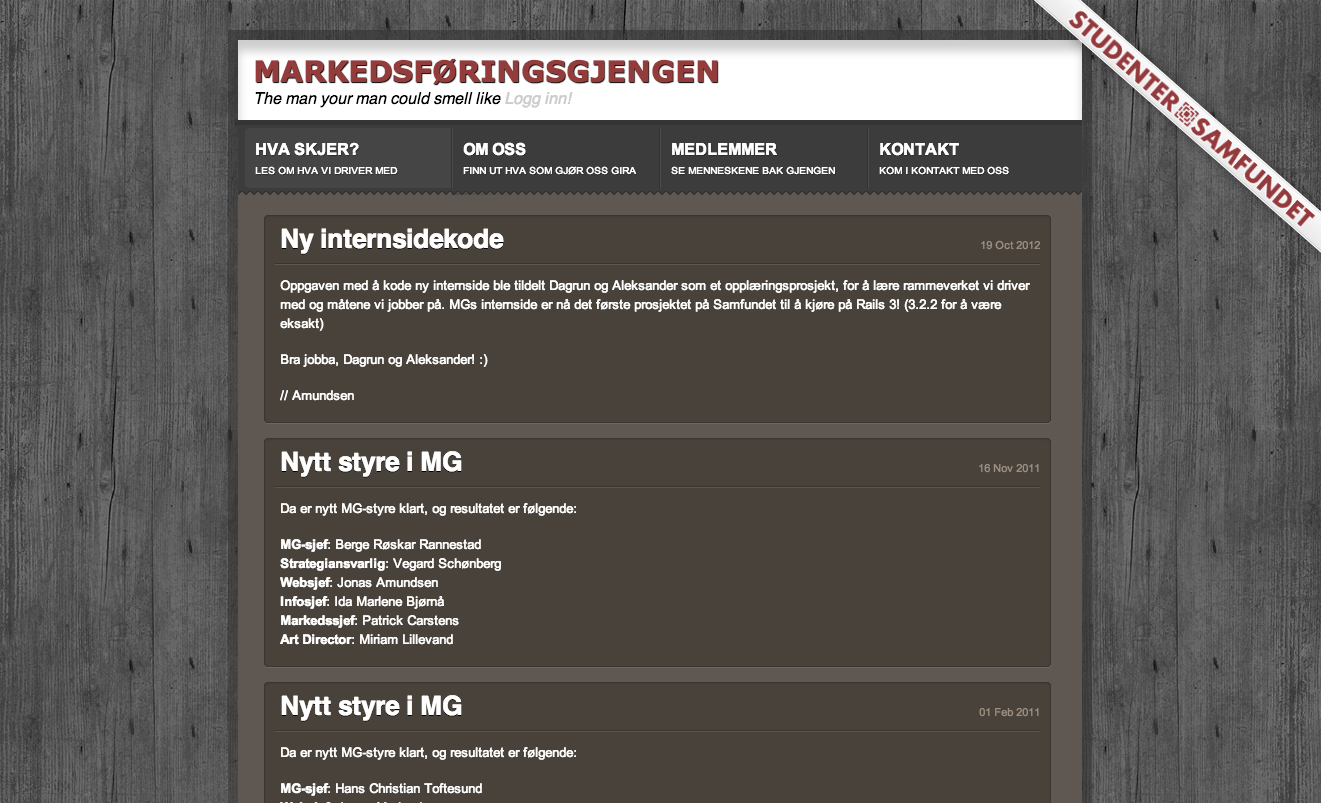 MARKEDSFØRINGSGJENGEN
The man your man could smell like Logg inn!
STUDENTER SAMFUNDET
HVA SKJER?
LES OM HVA VI DRIVER MED
OM OSS
FINN UT HVA SOM GJØR OSS GIRA
MEDLEMMER
SE MENNESKENE BAK GJENGEN
KONTAKT
KOM I KONTAKT MED OSS
Ny internsidekode
19 Oct 2012
Oppgaven med å kode ny internside ble tildelt Dagrun og Aleksander som et opplæringsprosjekt, for å lære rammeverket vi driver
med og måtene vi jobber på. MGs internside er nå det første prosjektet på Samfundet til å kjøre på Rails 3! (3.2.2 for å være
eksakt)
Bra jobba, Dagrun og Aleksander! :)
// Amundsen
Nytt styre i MG
16 Nov 2011
Da er nytt MG-styre klart, og resultatet er følgende:
MG-sjef: Berge Røskar Rannestad
Strategiansvarlig: Vegard Schønberg
Websjef: Jonas Amundsen
Infosjef: Ida Marlene Bjørnå
Markedssjef: Patrick Carstens
Art Director: Miriam Lillevand
Nytt styre i MG
01 Feb 2011
Da er nytt MG-styre klart, og resultatet er følgende:
MG-sjef: Hans Christian Toftesund